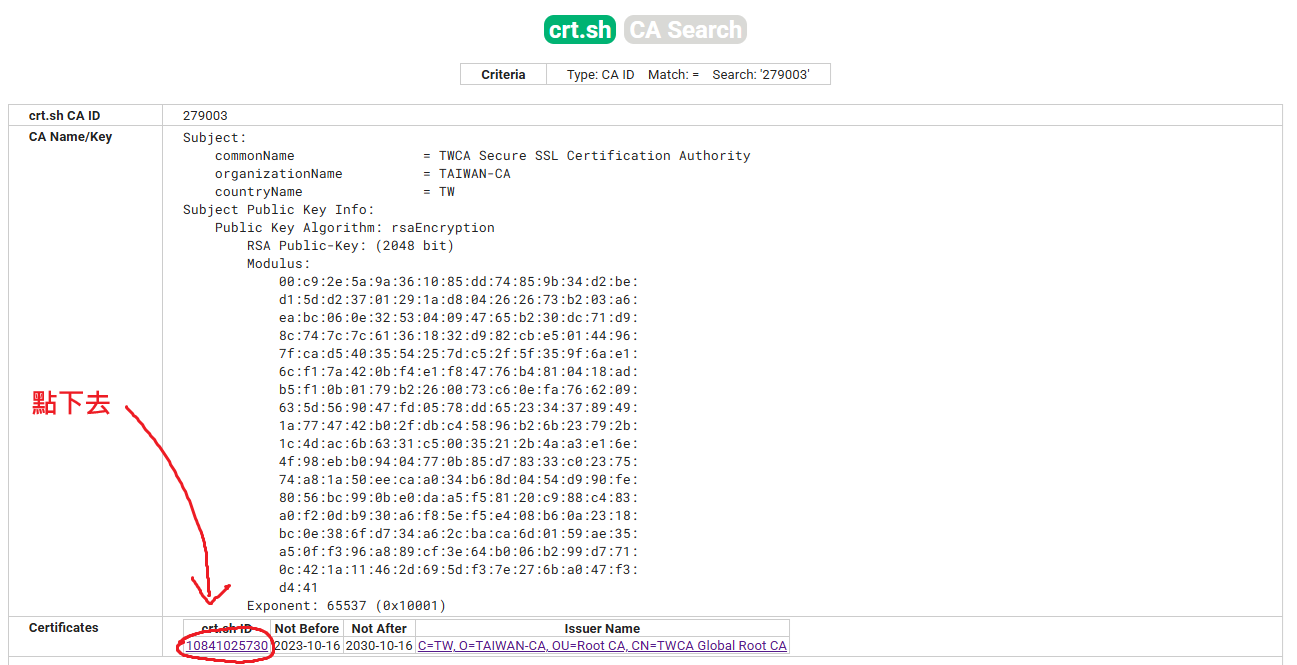 crt.sh CA Search
Criteria Type: CA ID Match: = Search: '279003'
crt.sh CA ID 279003
CA Name/Key Subject:
commonName = TWCA Secure SSL Certification Authority
organizationName = TAIWAN-CA
countryName = TW
Subject Public Key Info:
Public Key Algorithm: rsaEncryption
RSA Public-Key: (2048 bit)
Modulus:
00:c9:2e:5a:9a:36:10:85:dd:74:85:9b:34:d2:be:
d1:5d:d2:37:01:29:1a:d8:04:26:26:73:b2:03:a6:
ea:bc:06:0e:32:53:04:09:47:65:b2:30:dc:71:d9:
8c:74:7c:7c:61:36:18:32:d9:82:cb:e5:01:44:96:
7f:ca:d5:40:35:54:25:7d:c5:2f:5f:35:9f:6a:e1:
6c:f1:7a:42:0b:f4:e1:f8:47:76:b4:81:04:18:ad:
b5:f1:0b:01:79:b2:26:00:73:c6:0e:fa:76:62:09:
63:5d:56:90:47:fd:05:78:dd:65:23:34:37:89:49:
1a:77:47:42:b0:2f:db:c4:58:96:b2:6b:23:79:2b:
1c:4d:ac:6b:63:31:c5:00:35:21:2b:4a:a3:e1:6e:
4f:98:eb:b0:94:04:77:0b:85:d7:83:33:c0:23:75:
74:a8:1a:50:ee:ca:a0:34:b6:8d:04:54:d9:90:fe:
80:56:bc:99:0b:e0:da:a5:f5:81:20:c9:88:c4:83:
a0:f2:0d:b9:30:a6:f8:5e:f5:e4:08:b6:0a:23:18:
bc:0e:38:6f:d7:34:a6:2c:ba:ca:6d:01:59:ae:35:
a5:0f:f3:96:a8:89:cf:3e:64:b0:06:b2:99:d7:71:
0c:42:1a:11:46:2d:69:5d:f3:7e:27:6b:a0:47:f3:
d4:41
Exponent: 65537 (0x10001)
點下去
Certificates crt.sh ID Not Before Not After Issuer Name
10841025730 2023-10-16 2030-10-16 C=TW, O=TAIWAN-CA, OU=Root CA, CN=TWCA Global Root CA